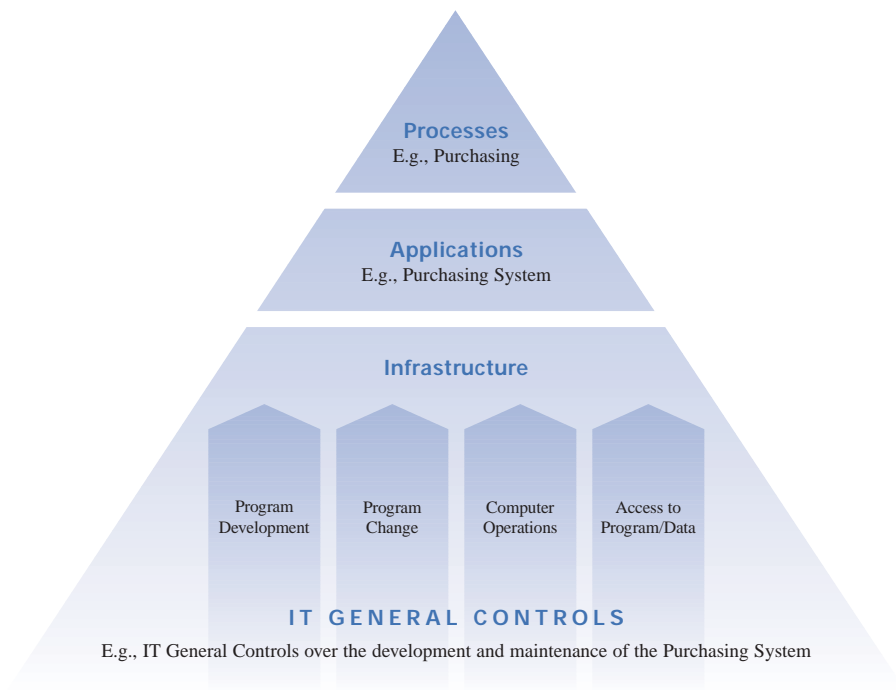 Processes
E.g., Purchasing
Applications
E.g., Purchasing System
Infrastructure
Program
Development
Program
Change
Computer
Operations
Access to
Program/Data
IT GENERAL CONTROLS
E.g., IT General Controls over the development and maintenance of the Purchasing System